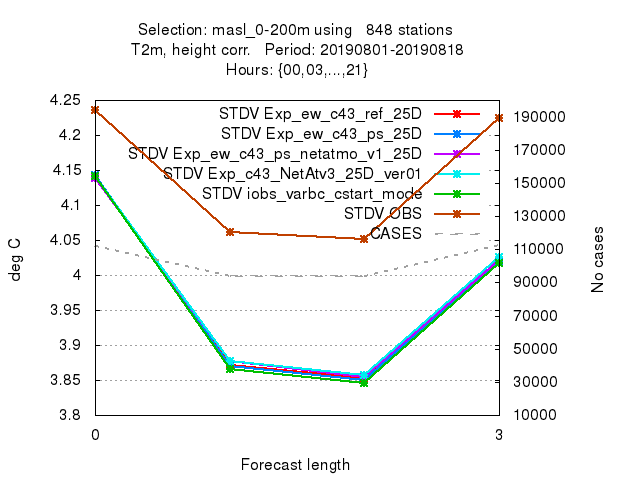 Selection: masl_0-200m using   848 stations
T2m, height corr.   Period: 20190801-20190818
Hours: {00,03,...,21}
STDV Exp_ew_c43_ref_25D
STDV Exp_ew_c43_ps_25D
STDV Exp_ew_c43_ps_netatmo_v1_25D
STDV Exp_c43_NetAtv3_25D_ver01
STDV iobs_varbc_cstart_mode
STDV OBS
CASES
deg C
4.25
4.2
4.15
4.1
4.05
4
3.95
3.9
3.85
3.8
190000
170000
150000
130000
110000
90000
70000
50000
30000
10000
No cases
0
3
Forecast length